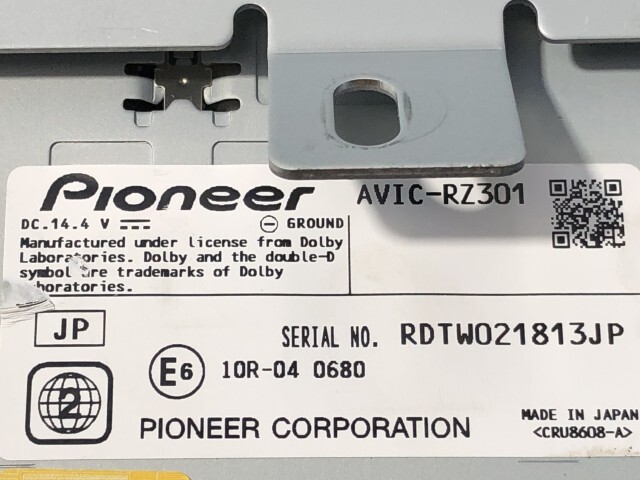 Pioneer
AVIC-RZ301
DC.14.4 V ⎓
⊖ GROUND
Manufactured under license from Dolby
Laboratories. Dolby and the double-D
symbol are trademarks of Dolby
boratories.
JP
SERIAL NO. RDTW021813JP
E6 10R-04 0680
2
PIONEER CORPORATION
MADE IN JAPAN
<CRU8608-A>